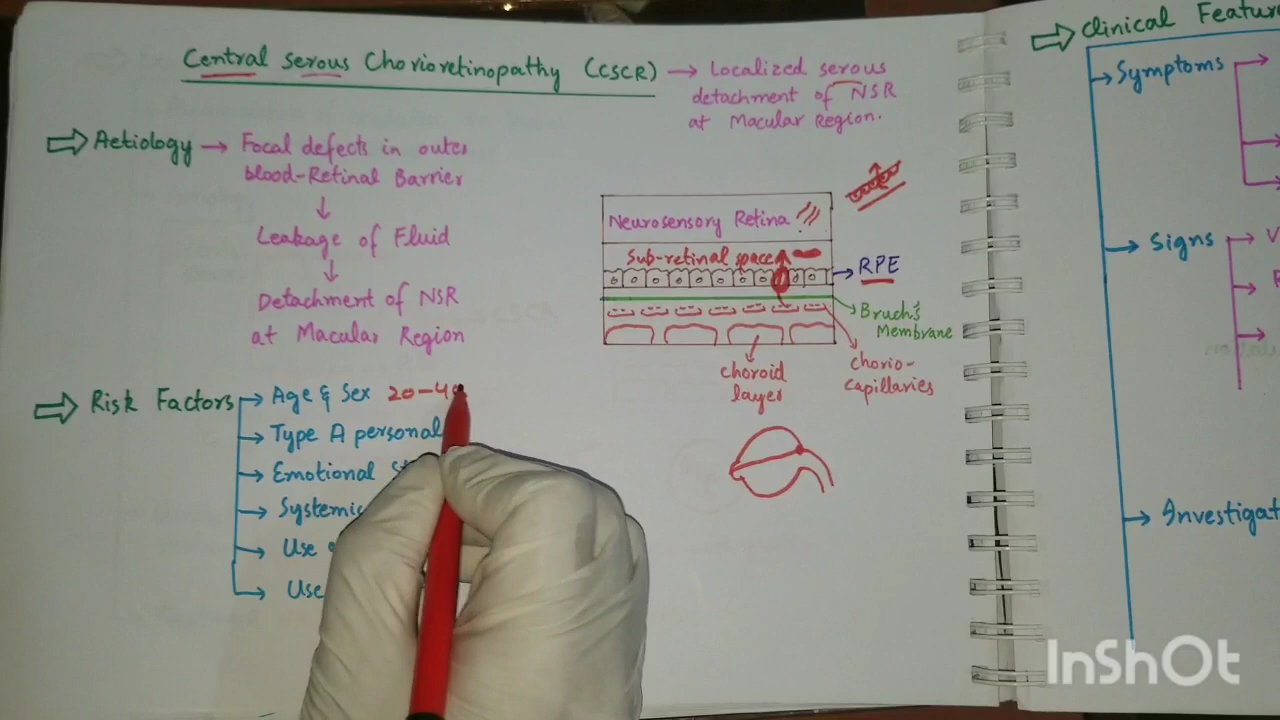 Central Serous Chorioretinopathy (CSCR) → Localized serous
detachment of NSR
at Macular Region.
⇒ Aetiology → Focal defects in outer
blood-Retinal Barrier
↓
Leakage of Fluid
↓
Detachment of NSR
at Macular Region
⇒ Risk Factors
→ Age & Sex 20-40
→ Type A personal
→ Emotional
→ Systemic
→ Use
→ Use
Neurosensory Retina
Sub-retinal space
→ RPE
Bruch's
Membrane
choroid
layer
chorio-
capillaries
⇒ Clinical Feature
→ Symptoms
→ Signs
V
→ Investigat
InShOt